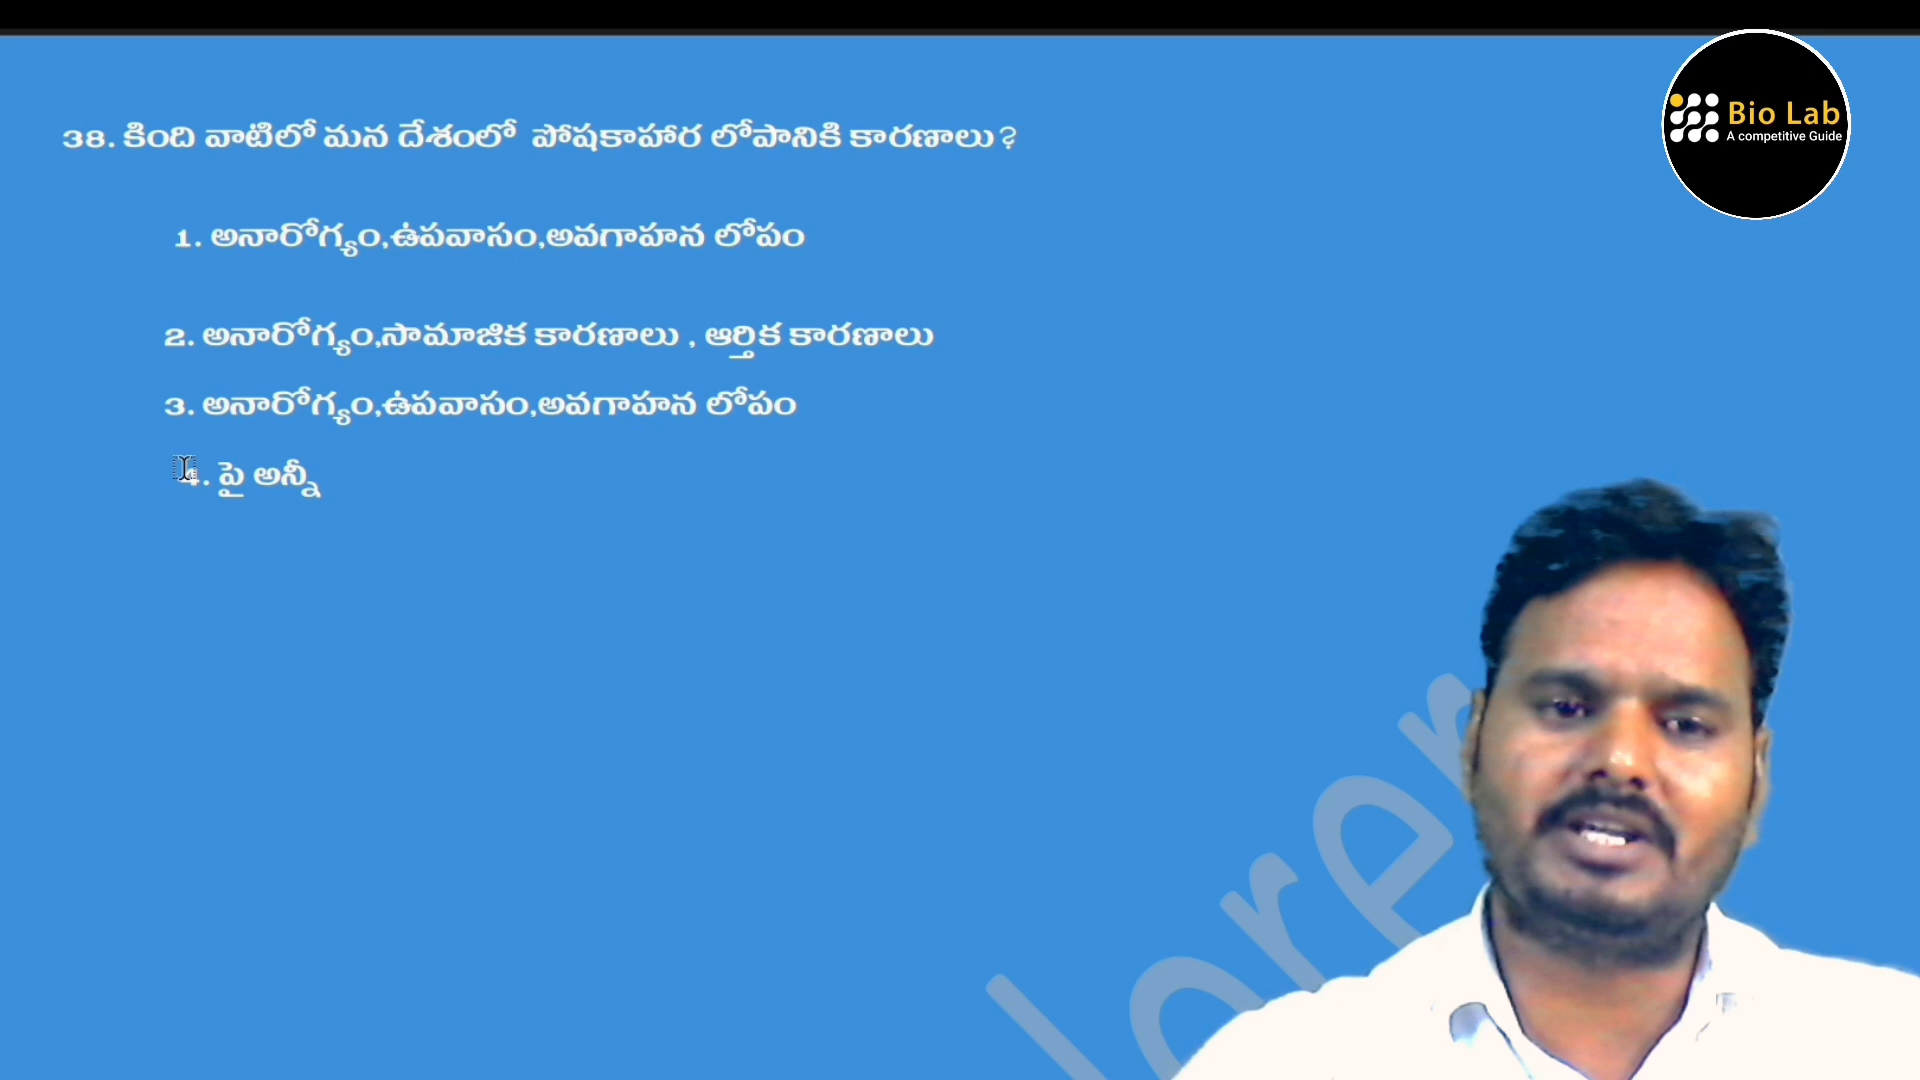 Bio Lab
A competitive Guide
38. కింది వాటిలో మన దేశంలో పోషకాహార లోపానికి కారణాలు?
1. అనారోగ్యం,ఉపవాసం,అవగాహన లోపం
2. అనారోగ్యం,సామాజిక కారణాలు , ఆర్తిక కారణాలు
3. అనారోగ్యం,ఉపవాసం,అవగాహన లోపం
4. పై అన్నీ